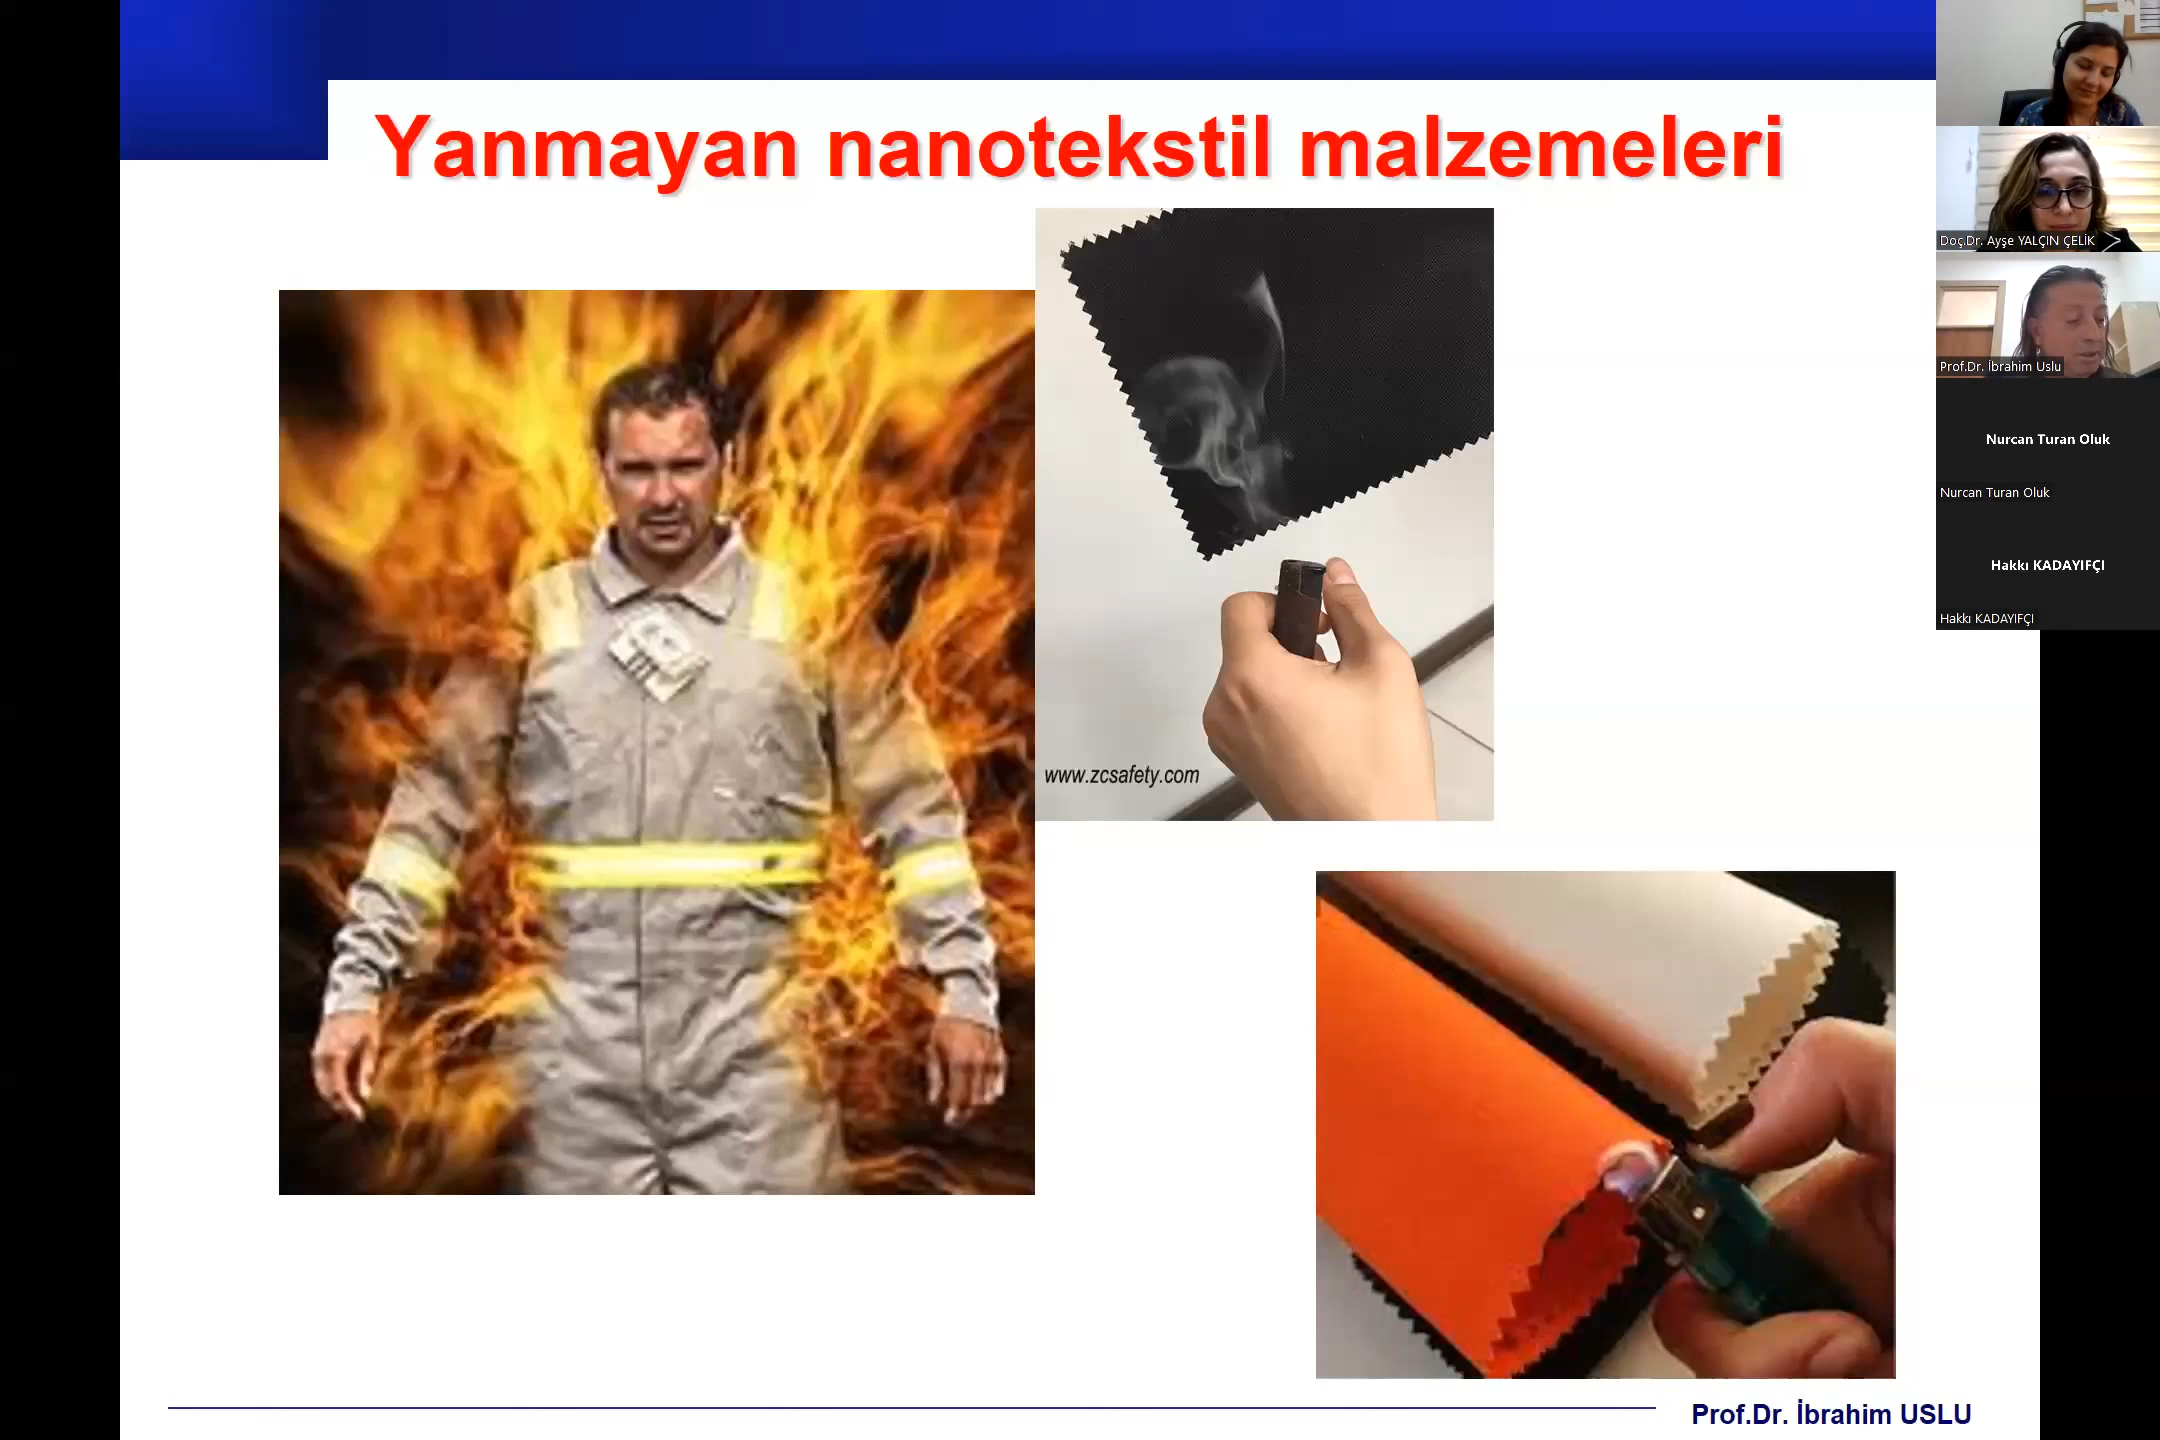 Yanmayan nanotekstil malzemeleri
www.zcsafety.com
Prof.Dr. İbrahim USLU
Doç.Dr. Ayşe YALÇIN ÇELİK
Prof.Dr. İbrahim Uslu
Nurcan Turan Oluk
Nurcan Turan Oluk
Hakkı KADAYIFÇI
Hakkı KADAYIFÇI